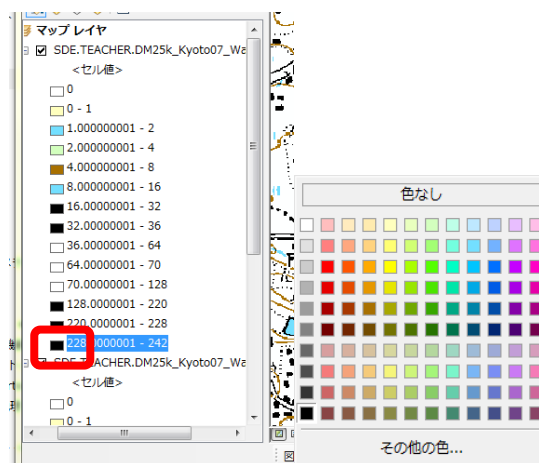 マップ レイヤ
SDE.TEACHER.DM25k_Kyoto07_Wa
<セル値>
0
0 - 1
1.000000001 - 2
2.000000001 - 4
4.000000001 - 8
8.000000001 - 16
16.00000001 - 32
32.00000001 - 36
36.00000001 - 64
64.00000001 - 70
70.00000001 - 128
128.0000001 - 220
220.0000001 - 228
228.0000001 - 242
SDE.TEACHER.DM25k_Kyoto07_Wa
<セル値>
0
0 - 1
色なし
その他の色...